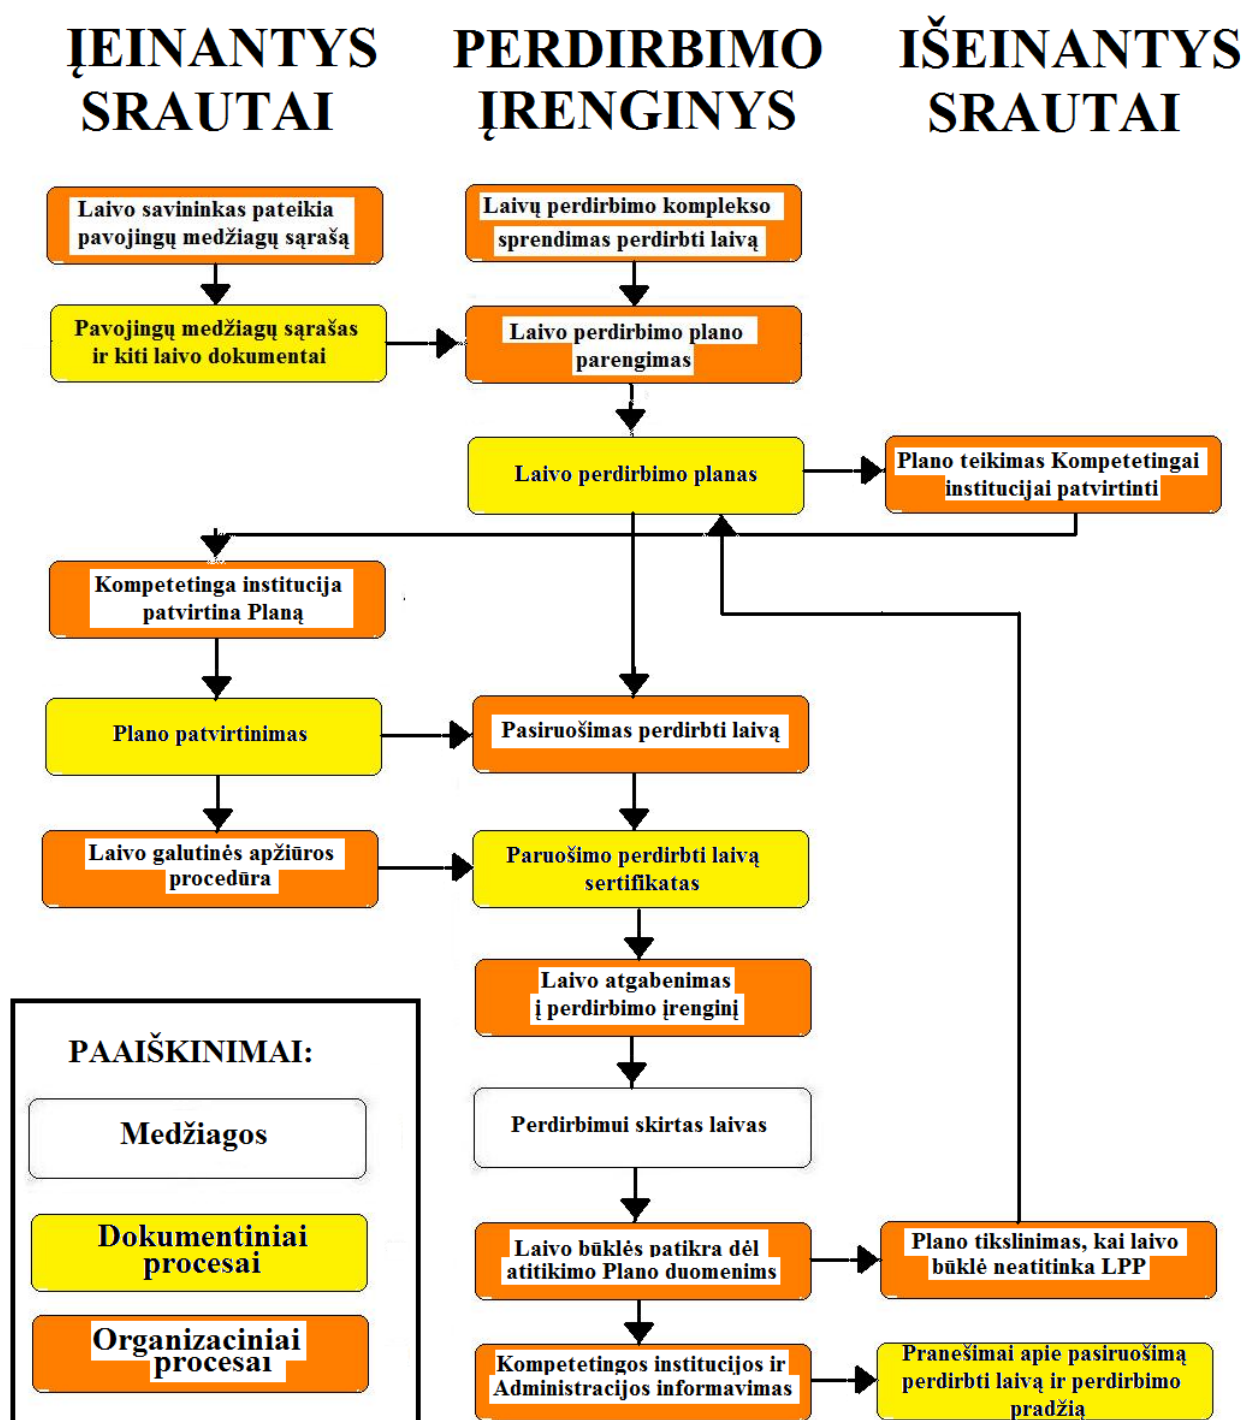 ĮEINANTYS
SRAUTAI
PERDIRBIMO
ĮRENGINYS
IŠEINANTYS
SRAUTAI
Laivo savininkas pateikia
pavojingų medžiagų sąrašą
Laivų perdirbimo komplekso
sprendimas perdirbti laivą
Pavojingų medžiagų sąrašas
ir kiti laivo dokumentai
Laivo perdirbimo plano
parengimas
Laivo perdirbimo planas
Plano teikimas Kompetetingai
institucijai patvirtinti
Kompetetinga institucija
patvirtina Planą
Plano patvirtinimas
Pasiruošimas perdirbti laivą
Laivo galutinės apžiūros
procedūra
Paruošimo perdirbti laivą
sertifikatas
Laivo atgabenimas
į perdirbimo įrenginį
Perdirbimui skirtas laivas
Laivo būklės patikra dėl
atitikimo Plano duomenims
Plano tikslinimas, kai laivo
būklė neatitinka LPP
Kompetetingos institucijos ir
Administracijos informavimas
Pranešimai apie pasiruošimą
perdirbti laivą ir perdirbimo
pradžią
PAAIŠKINIMAI:
Medžiagos
Dokumentiniai
procesai
Organizaciniai
procesai